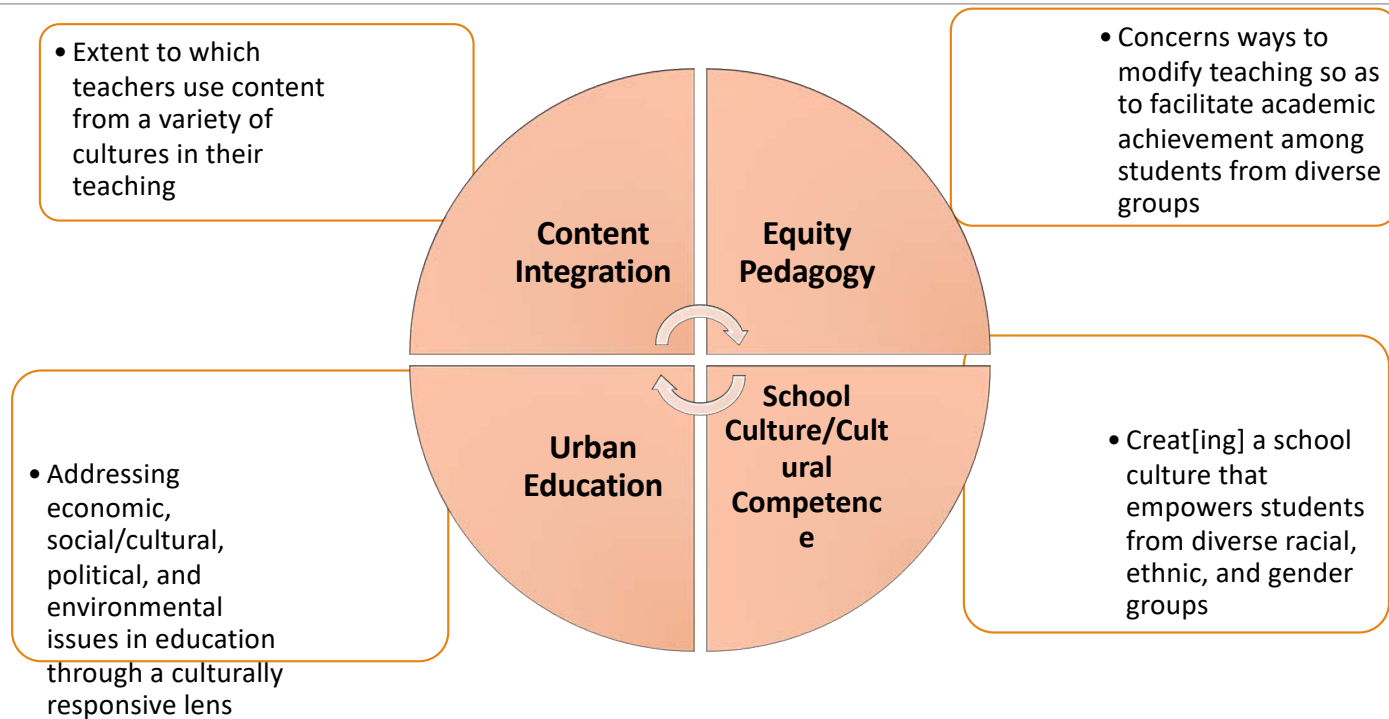 • Extent to which
teachers use content
from a variety of
cultures in their
teaching
• Concerns ways to
modify teaching so as
to facilitate academic
achievement among
students from diverse
groups
Content
Integration
Equity
Pedagogy
Urban
Education
School
Culture/Cult
ural
Competenc
e
• Addressing
economic,
social/cultural,
political, and
environmental
issues in education
through a culturally
responsive lens
• Creat[ing] a school
culture that
empowers students
from diverse racial,
ethnic, and gender
groups